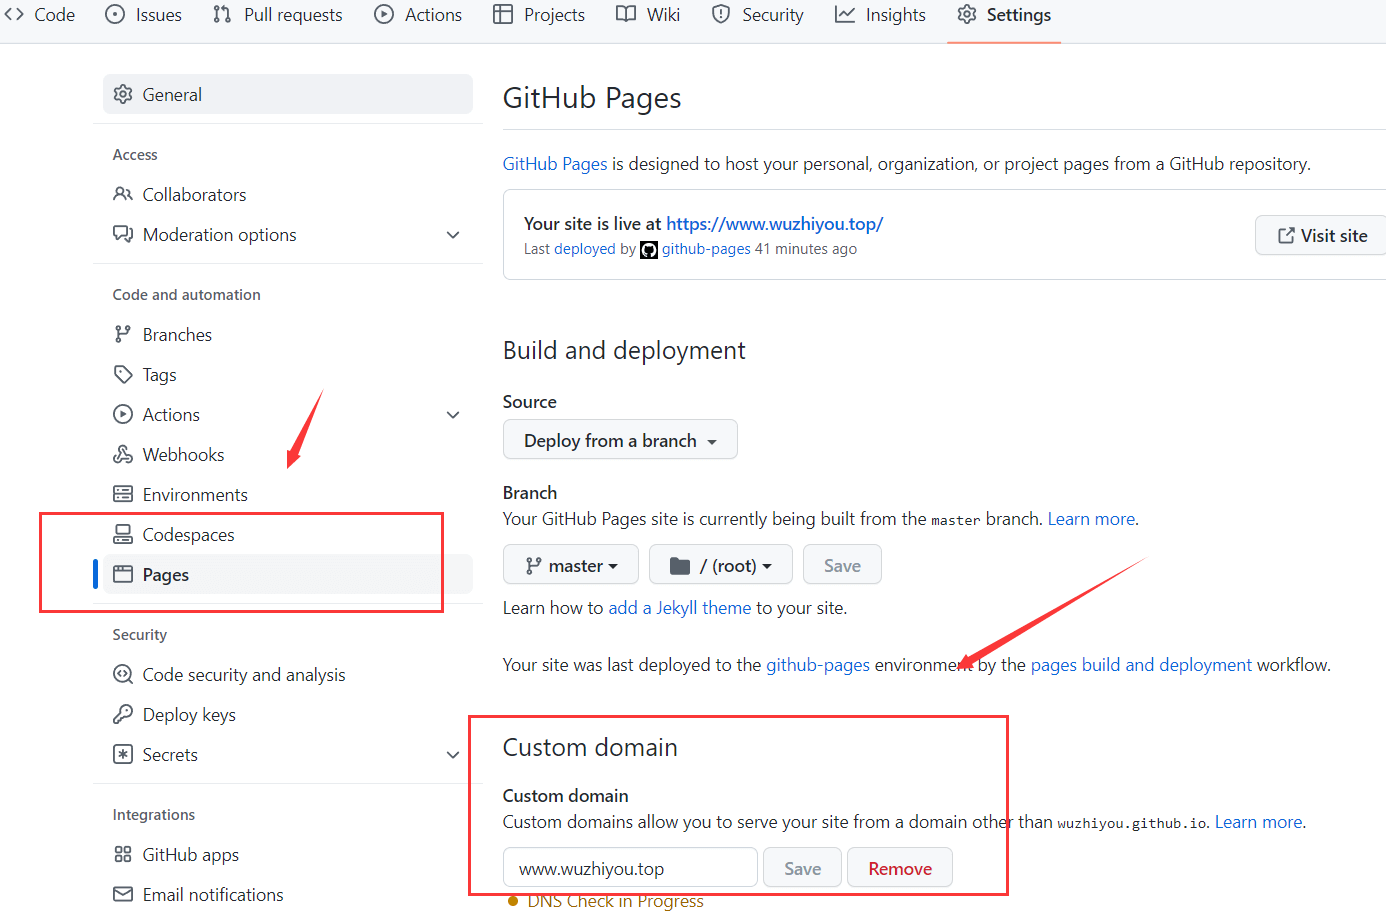 Code Issues Pull requests Actions Projects Wiki Security Insights Settings
General
Access
Collaborators
Moderation options
Code and automation
Branches
Tags
Actions
Webhooks
Environments
Codespaces
Pages
Security
Code security and analysis
Deploy keys
Secrets
Integrations
GitHub apps
Email notifications
GitHub Pages
GitHub Pages is designed to host your personal, organization, or project pages from a GitHub repository.
Your site is live at https://www.wuzhiyou.top/
Last deployed by github-pages 41 minutes ago
Visit site
Build and deployment
Source
Deploy from a branch
Branch
Your GitHub Pages site is currently being built from the master branch. Learn more.
master / (root) Save
Learn how to add a Jekyll theme to your site.
Your site was last deployed to the github-pages environment by the pages build and deployment workflow.
Custom domain
Custom domain
Custom domains allow you to serve your site from a domain other than wuzhiyou.github.io. Learn more.
www.wuzhiyou.top Save Remove
DNS Check in Progress